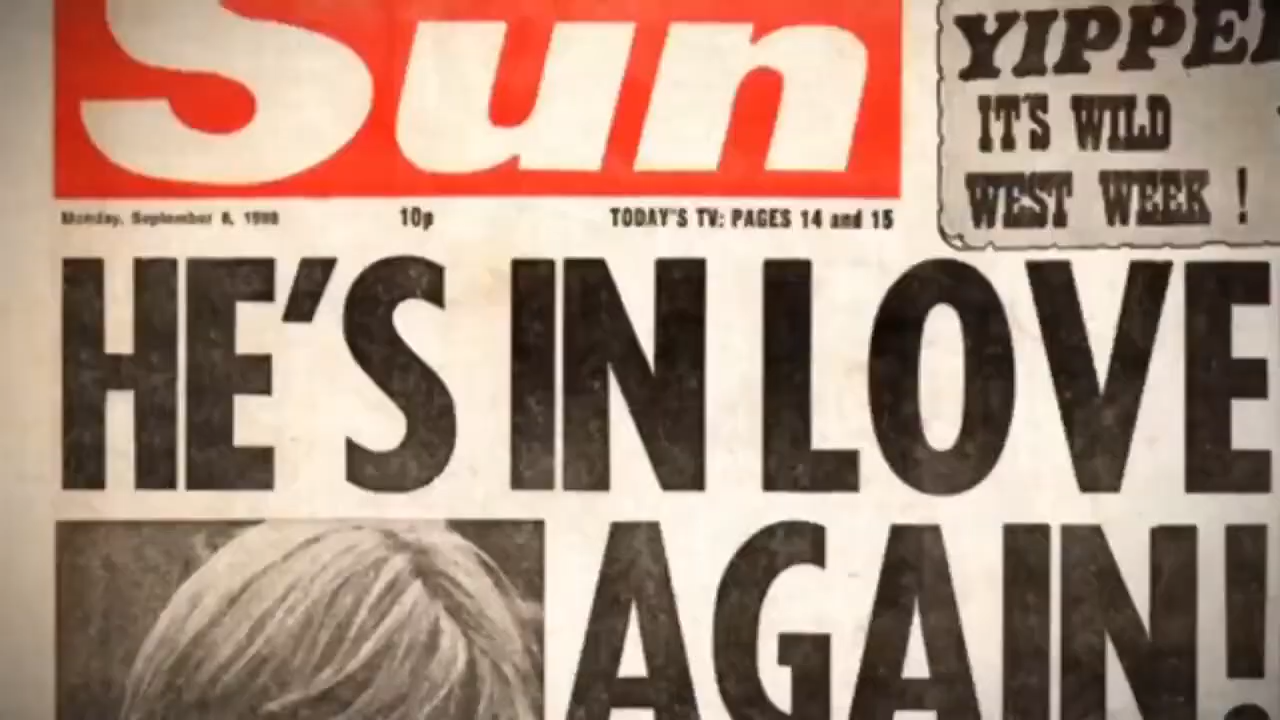 Sun
YIPPEE
IT'S WILD
WEST WEEK !
Monday, September 8, 1980
10p
TODAY'S TV: PAGES 14 and 15
HE'S IN LOVE
AGAIN!